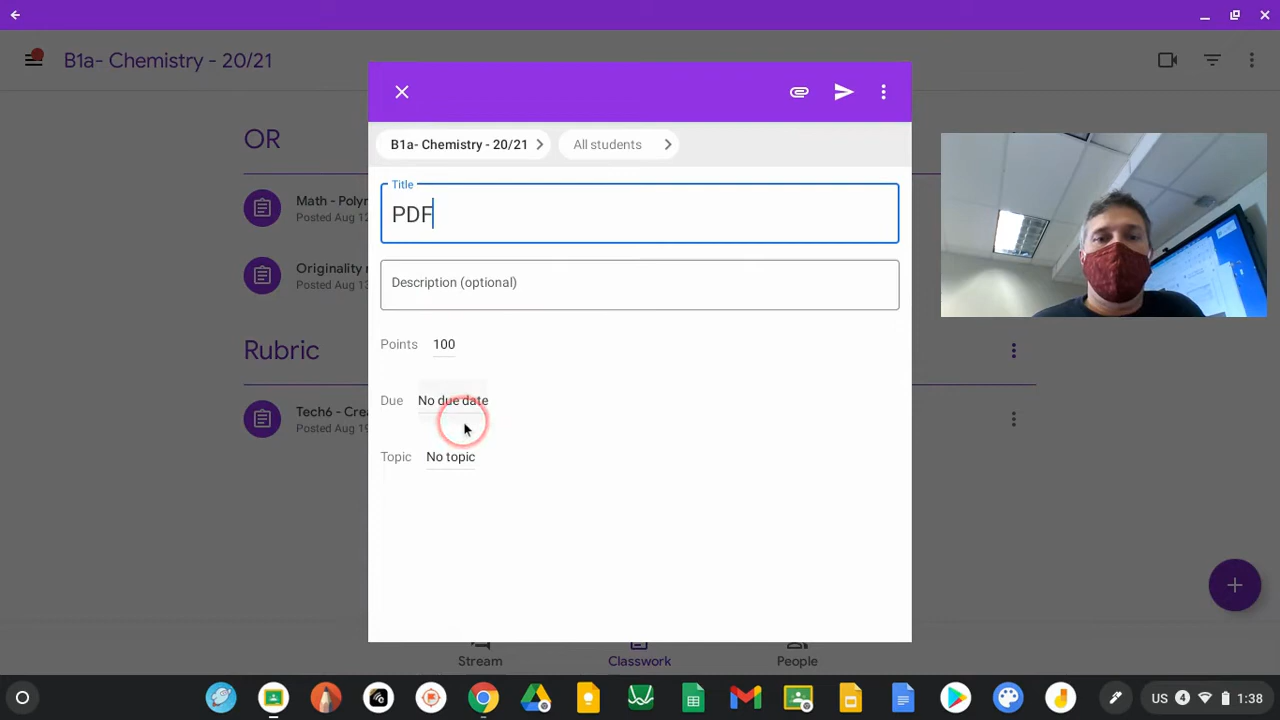 B1a- Chemistry - 20/21
B1a- Chemistry - 20/21
All students
OR
Title
PDF
Math - Polyr
Posted Aug 12
Description (optional)
Originality r
Posted Aug 13
Points 100
Rubric
Due No due date
Tech6 - Crea
Posted Aug 19
Topic No topic
Stream
Classwork
People
US 4 1:38